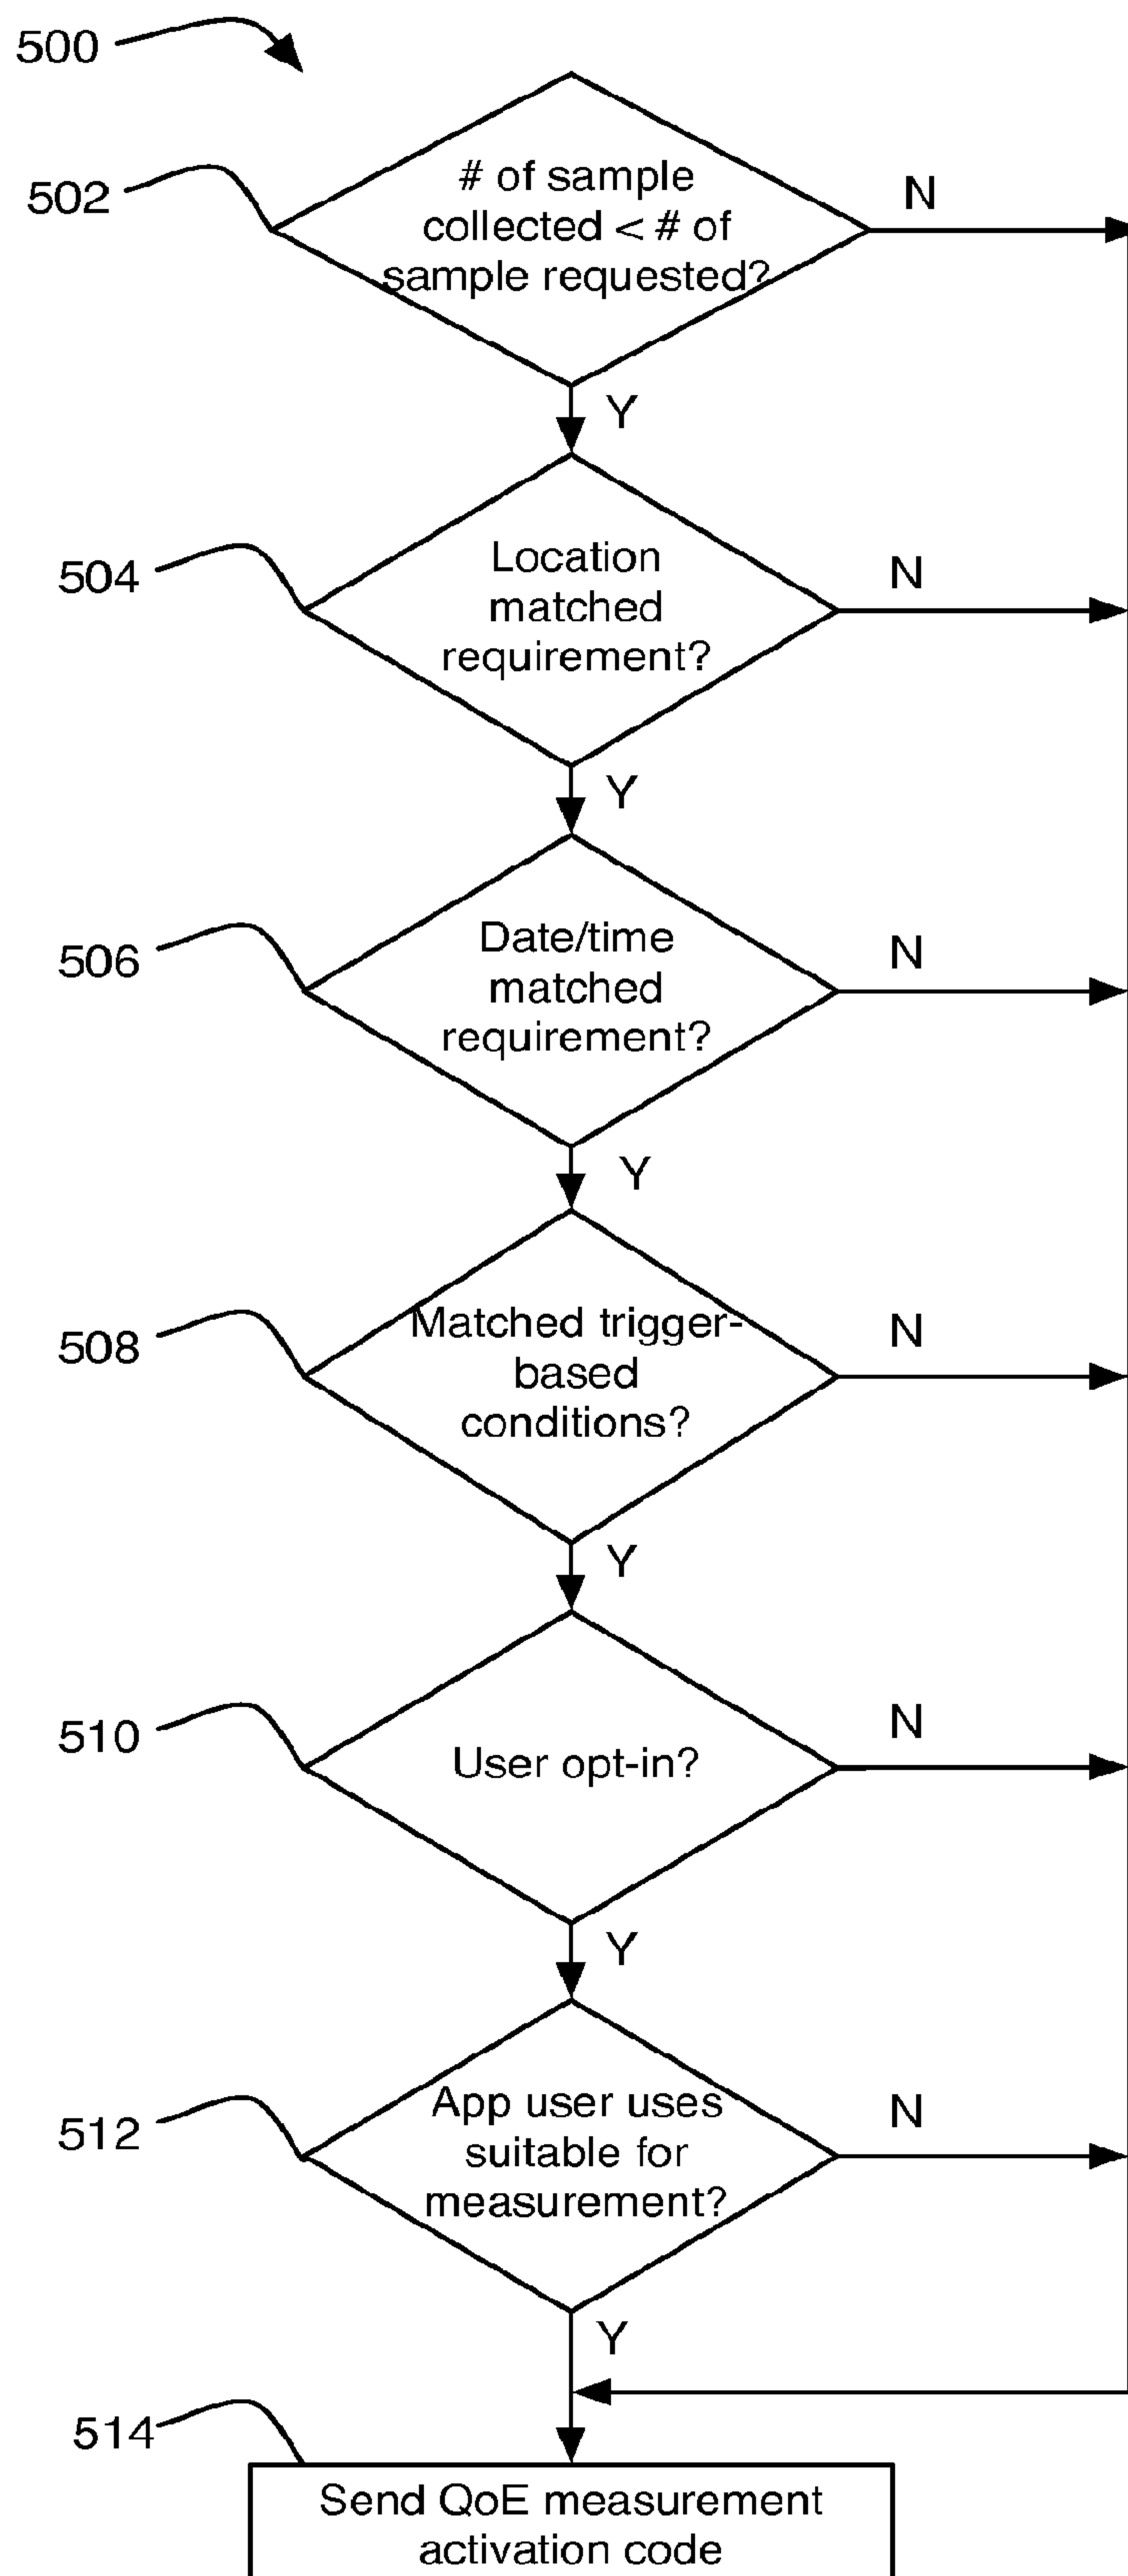 500
502
# of sample
collected < # of
sample requested?
N
Y
504
Location
matched
requirement?
N
Y
506
Date/time
matched
requirement?
N
Y
508
Matched trigger-
based
conditions?
N
Y
510
User opt-in?
N
Y
512
App user uses
suitable for
measurement?
N
Y
514
Send QoE measurement
activation code